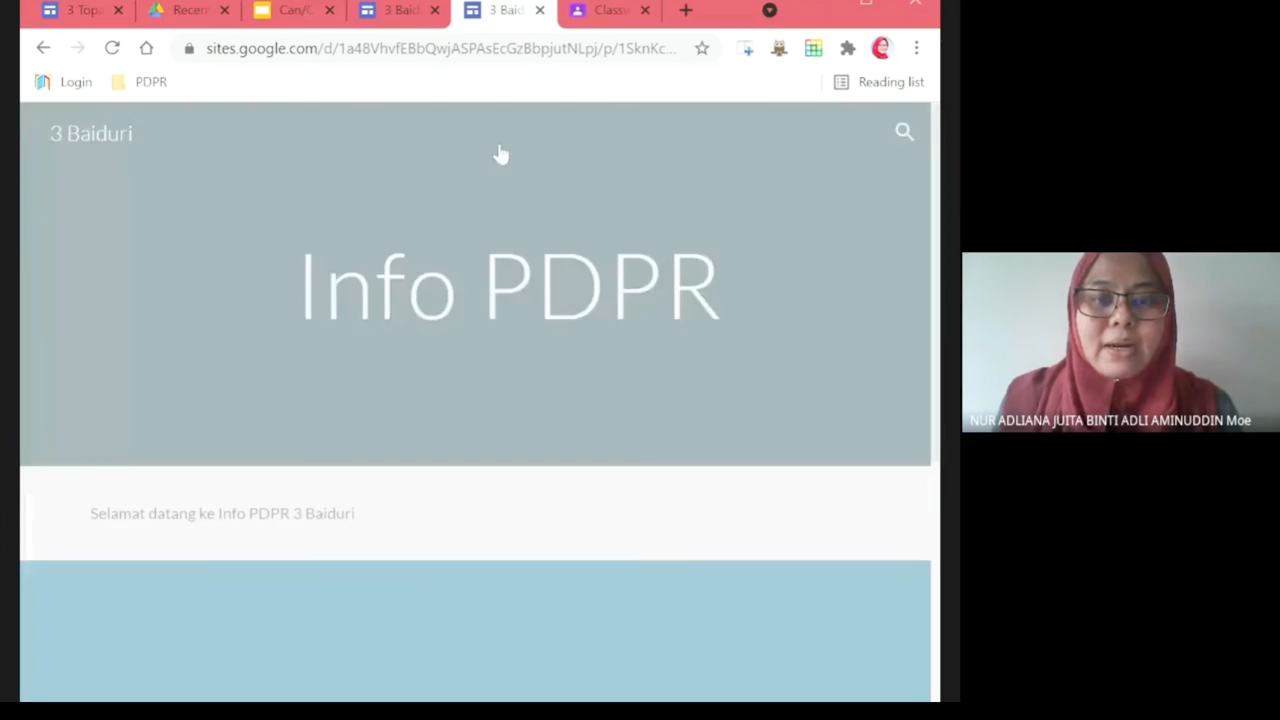 3 Topa
Recen
Can/C
3 Baid
3 Baid
Class
sites.google.com/d/1a48VhvfEBbQwjASPAsEcGzBbpjutNLpj/p/1SknKc...
Login
PDPR
Reading list
3 Baiduri
Info PDPR
NUR ADLIANA JUITA BINTI ADLI AMINUDDIN Moe
Selamat datang ke Info PDPR 3 Baiduri